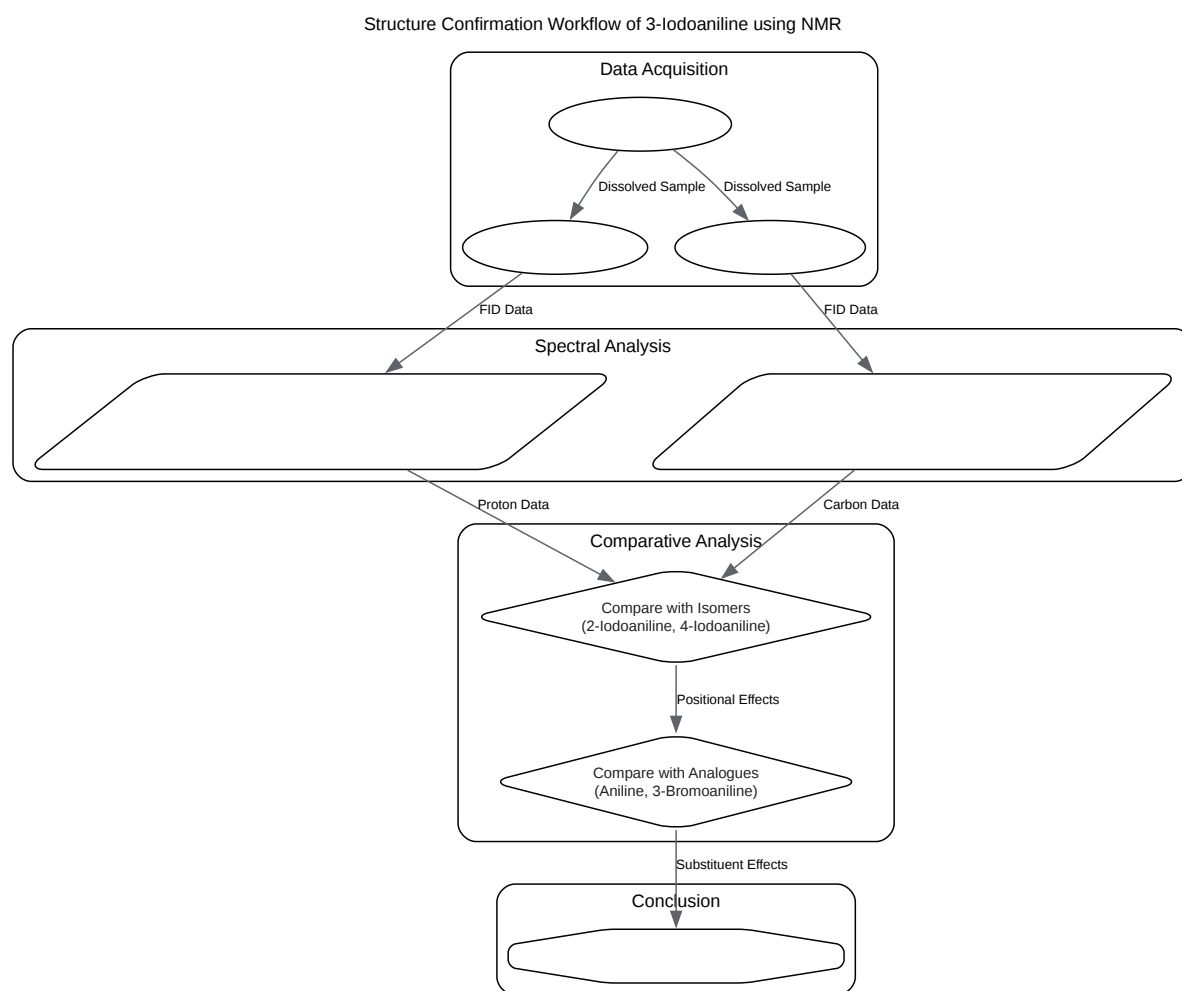 Structure Confirmation Workflow of 3-Iodoaniline using NMR
Data Acquisition
Dissolved Sample
Dissolved Sample
FID Data
FID Data
Spectral Analysis
Proton Data
Carbon Data
Comparative Analysis
Compare with Isomers
(2-Iodoaniline, 4-Iodoaniline)
Positional Effects
Compare with Analogues
(Aniline, 3-Bromoaniline)
Substituent Effects
Conclusion